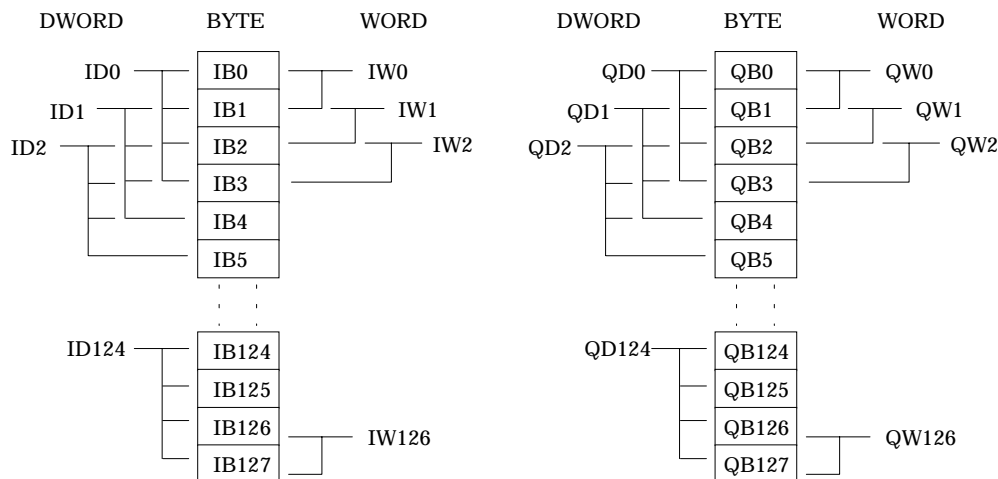 DWORD BYTE WORD DWORD BYTE WORD
ID0 IB0 IW0 QD0 QB0 QW0
ID1 IB1 IW1 QD1 QB1 QW1
ID2 IB2 IW2 QD2 QB2 QW2
IB3 QB3
IB4 QB4
IB5 QB5
ID124 IB124 QD124 QB124
IB125 QB125
IB126 IW126 QB126 QW126
IB127 QB127